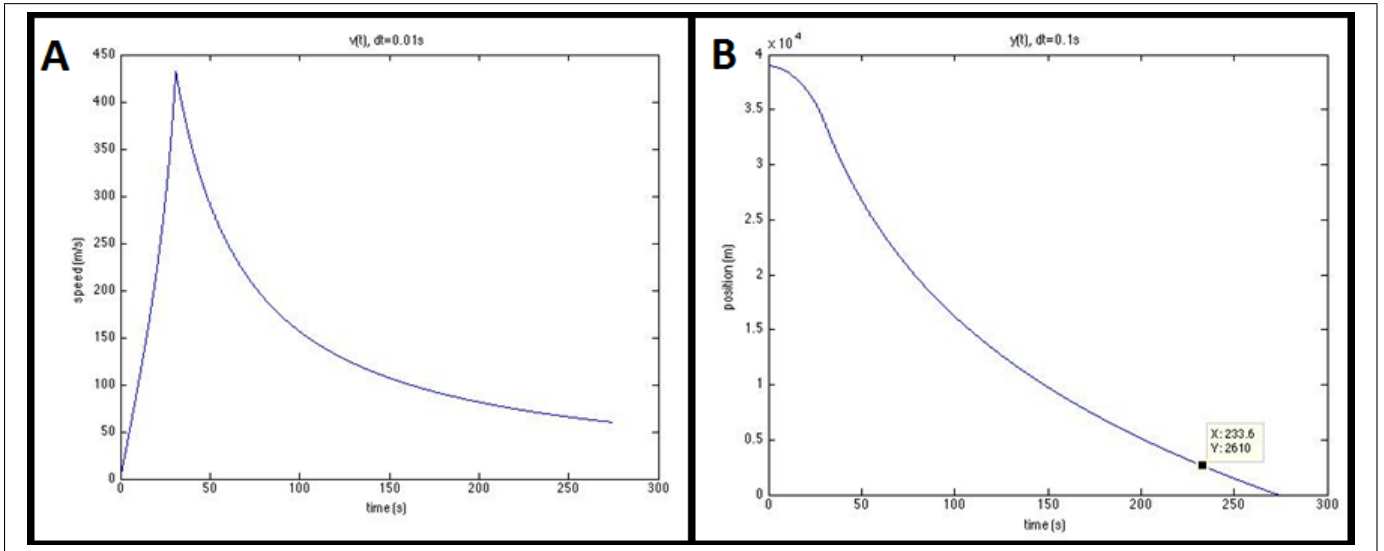 A
v(t), dt=0.01s
450
400
350
300
250
200
150
100
50
0
speed (m/s)
0 50 100 150 200 250 300
time (s)
B
y(t), dt=0.1s
x 10^4
4
3.5
3
2.5
2
1.5
1
0.5
0
position (m)
X: 233.6
Y: 2610
0 50 100 150 200 250 300
time (s)